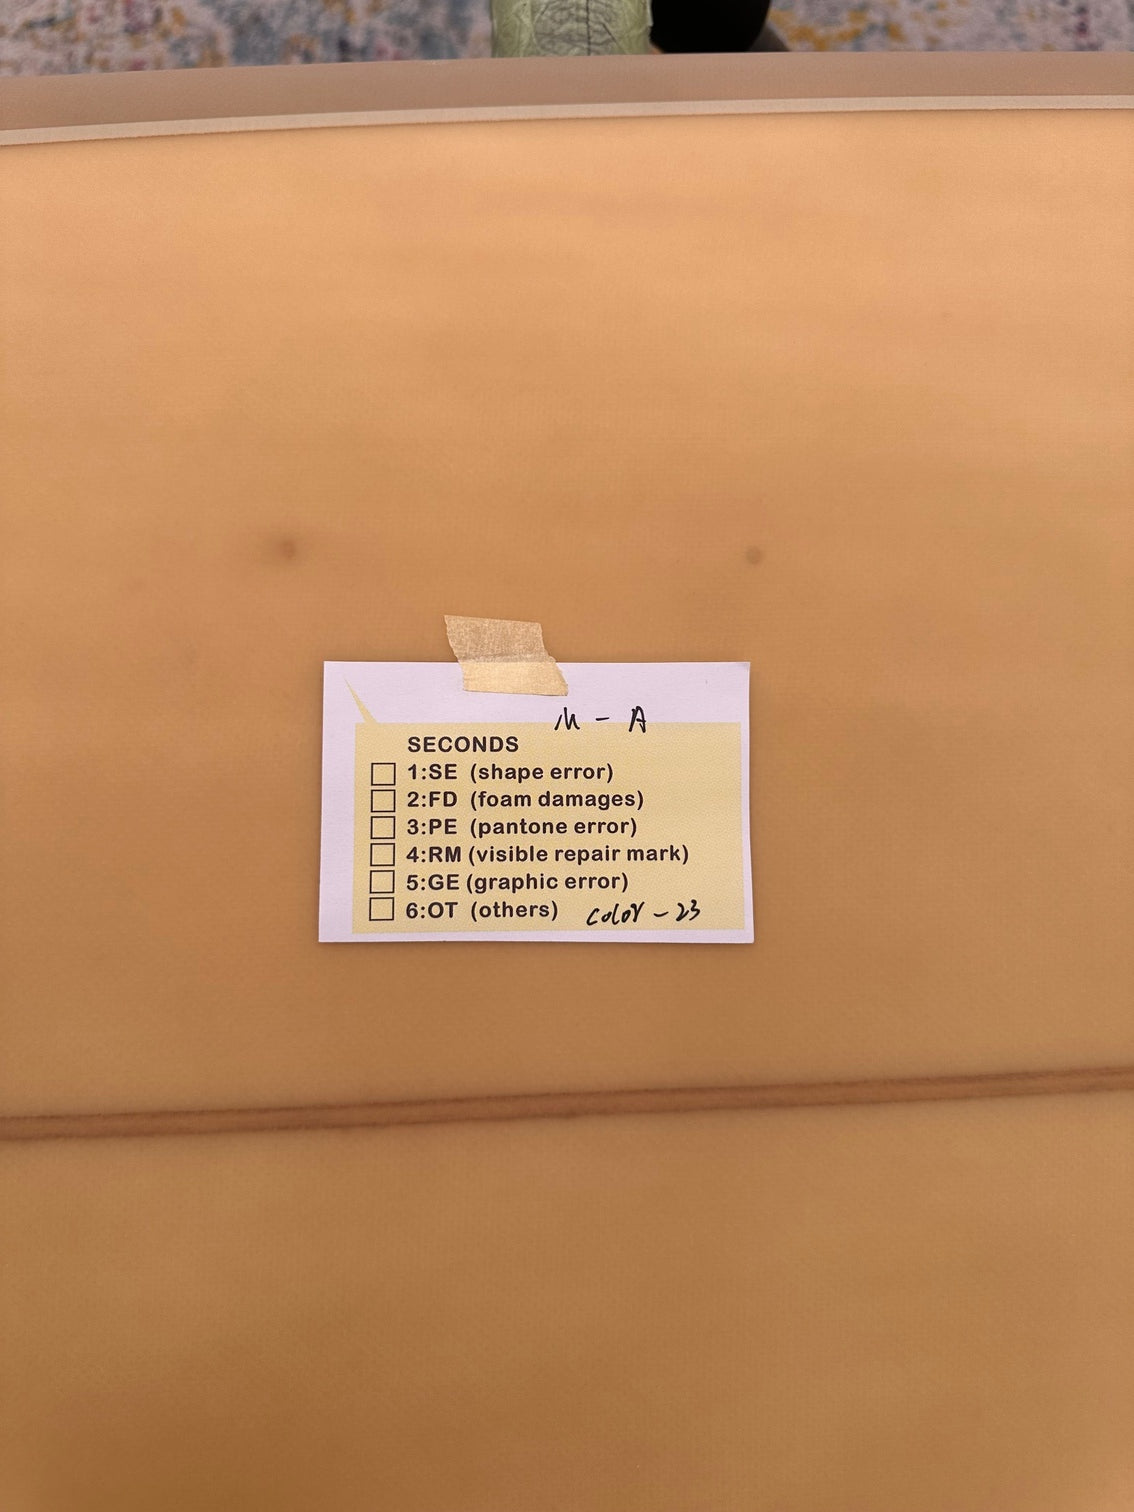 M - A
SECONDS
1:SE (shape error)
2:FD (foam damages)
3:PE (pantone error)
4:RM (visible repair mark)
5:GE (graphic error)
6:OT (others) color - 23